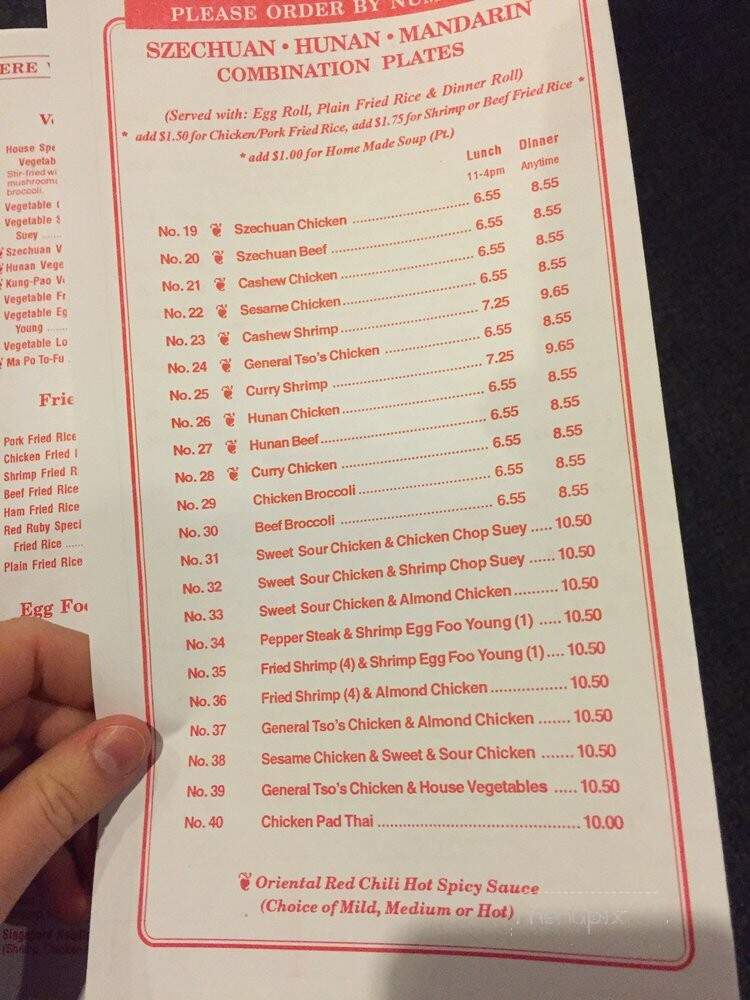 PLEASE ORDER BY
SZECHUAN • HUNAN • MANDARIN
COMBINATION PLATES
(Served with: Egg Roll, Plain Fried Rice & Dinner Roll)
* add $1.50 for Chicken/Pork Fried Rice, add $1.75 for Shrimp or Beef Fried Rice *
* add $1.00 for Home Made Soup (Pt.)
Lunch Dinner
11-4pm Anytime
No. 19 Szechuan Chicken 6.55 8.55
No. 20 Szechuan Beef 6.55 8.55
No. 21 Cashew Chicken 6.55 8.55
No. 22 Sesame Chicken 6.55 8.55
No. 23 Cashew Shrimp 7.25 9.65
No. 24 General Tso's Chicken 6.55 8.55
No. 25 Curry Shrimp 7.25 9.65
No. 26 Hunan Chicken 6.55 8.55
No. 27 Hunan Beef 6.55 8.55
No. 28 Curry Chicken 6.55 8.55
No. 29 Chicken Broccoli 6.55 8.55
No. 30 Beef Broccoli 6.55 8.55
No. 31 Sweet Sour Chicken & Chicken Chop Suey 10.50
No. 32 Sweet Sour Chicken & Shrimp Chop Suey 10.50
No. 33 Sweet Sour Chicken & Almond Chicken 10.50
No. 34 Pepper Steak & Shrimp Egg Foo Young (1) 10.50
No. 35 Fried Shrimp (4) & Shrimp Egg Foo Young (1) 10.50
No. 36 Fried Shrimp (4) & Almond Chicken 10.50
No. 37 General Tso's Chicken & Almond Chicken 10.50
No. 38 Sesame Chicken & Sweet & Sour Chicken 10.50
No. 39 General Tso's Chicken & House Vegetables 10.50
No. 40 Chicken Pad Thai 10.00
Oriental Red Chili Hot Spicy Sauce
(Choice of Mild, Medium or Hot)
menupix
ERE
House Spe
Vegetab
Stir-fried wi
mushrooms
broccoli.
Vegetable
Vegetable
Suey
Szechuan V
Hunan Vege
Kung-Pao Ve
Vegetable Fr
Vegetable Eg
Young
Vegetable Lo
Ma Po To-Fu
Frie
Pork Fried Rice
Chicken Fried
Shrimp Fried R
Beef Fried Rice
Ham Fried Rice
Red Ruby Speci
Fried Rice
Plain Fried Rice
Egg Foo